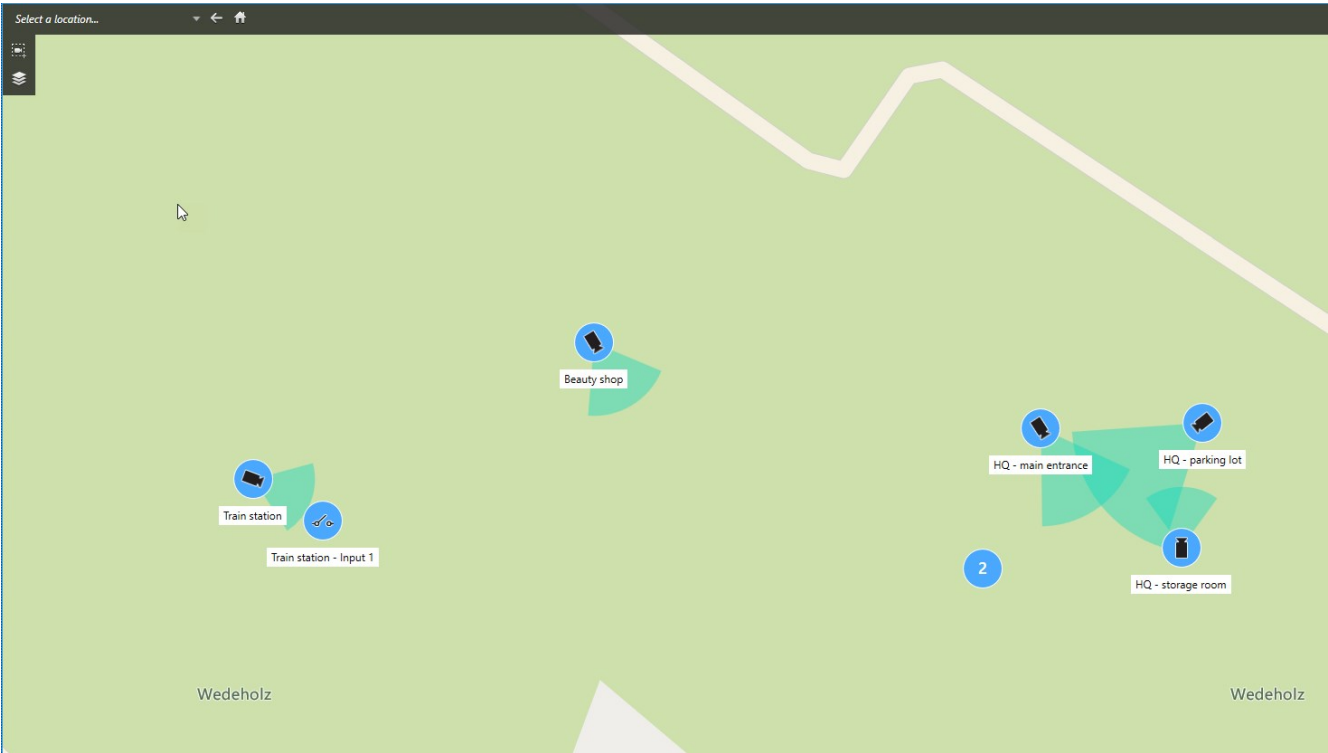 Select a location...
Beauty shop
HQ - main entrance
HQ - parking lot
Train station
Train station - Input 1
2
HQ - storage room
Wedeholz
Wedeholz